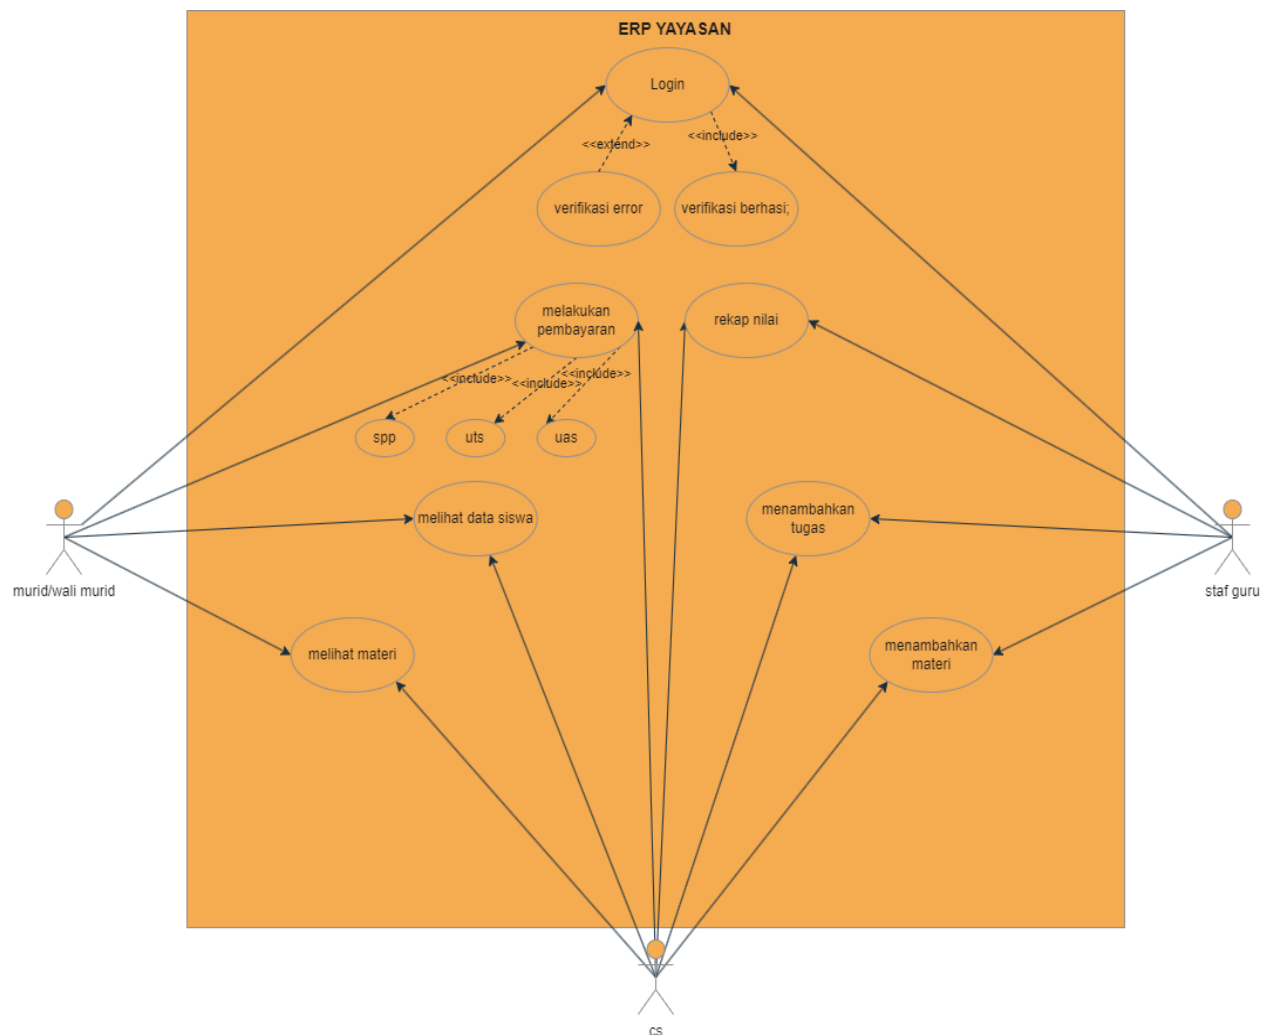 ERP YAYASAN
Login
<<extend>>
<<include>>
verifikasi error
verifikasi berhasi;
melakukan
pembayaran
rekap nilai
<<include>>
<<include>>
<<include>>
spp
uts
uas
melihat data siswa
menambahkan
tugas
murid/wali murid
staf guru
melihat materi
menambahkan
materi
cs